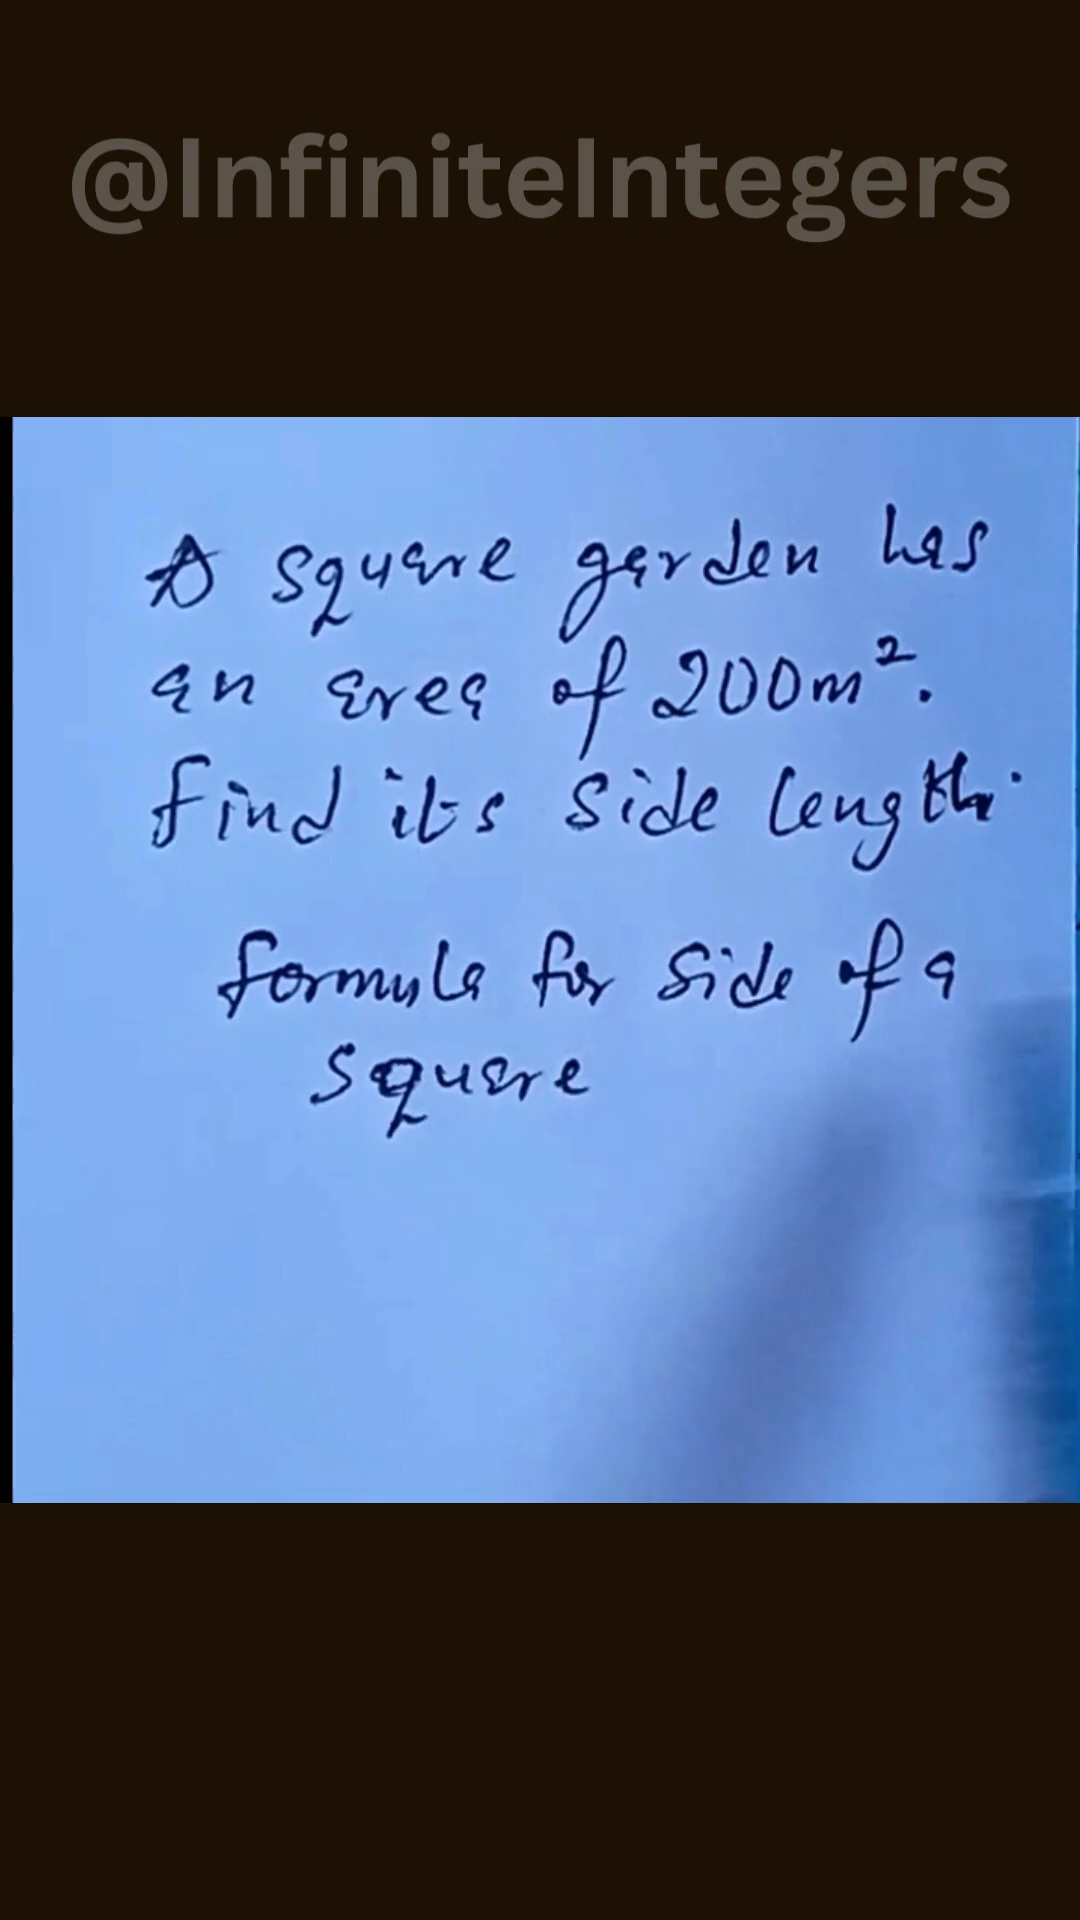 @InfiniteIntegers
A square garden has
an area of 200m².
find its side length.
formula for side of a
square